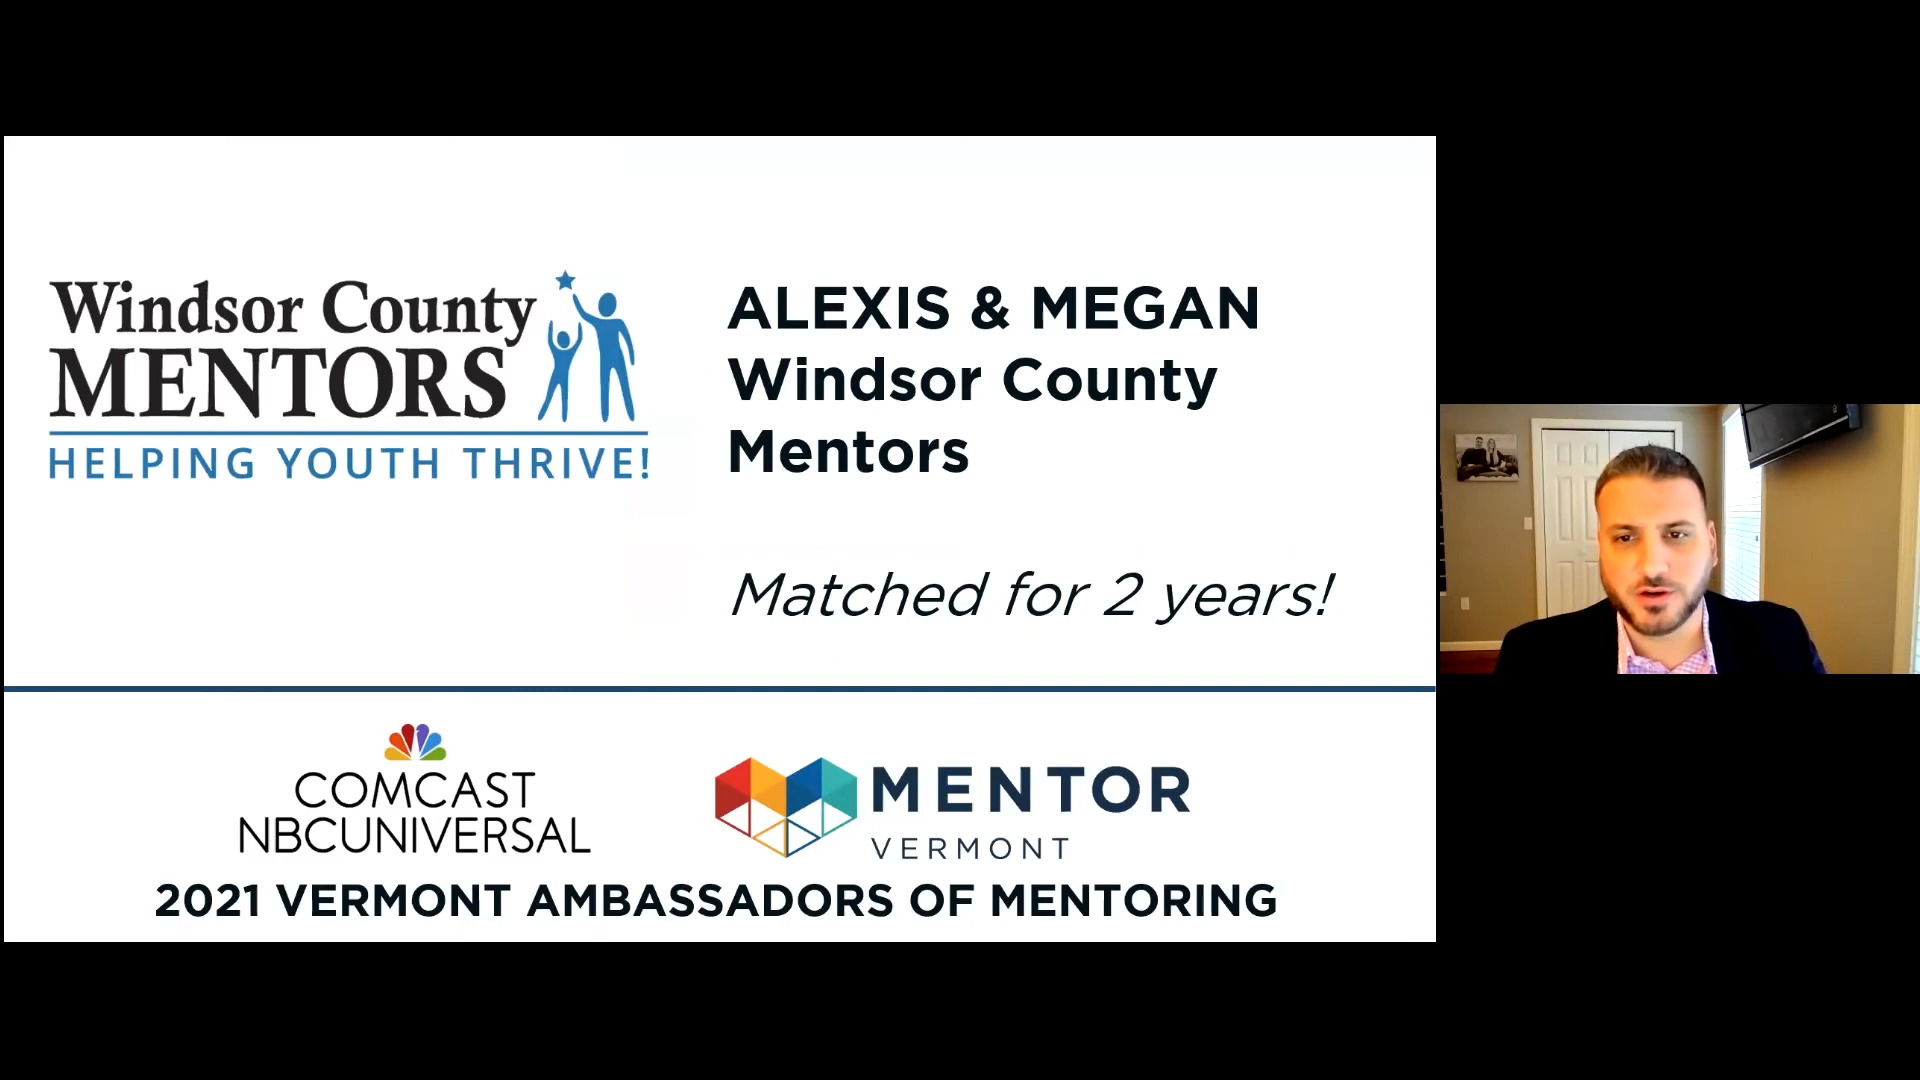 Windsor County
MENTORS
HELPING YOUTH THRIVE!
ALEXIS & MEGAN
Windsor County
Mentors
Matched for 2 years!
COMCAST
NBCUNIVERSAL
MENTOR
VERMONT
2021 VERMONT AMBASSADORS OF MENTORING